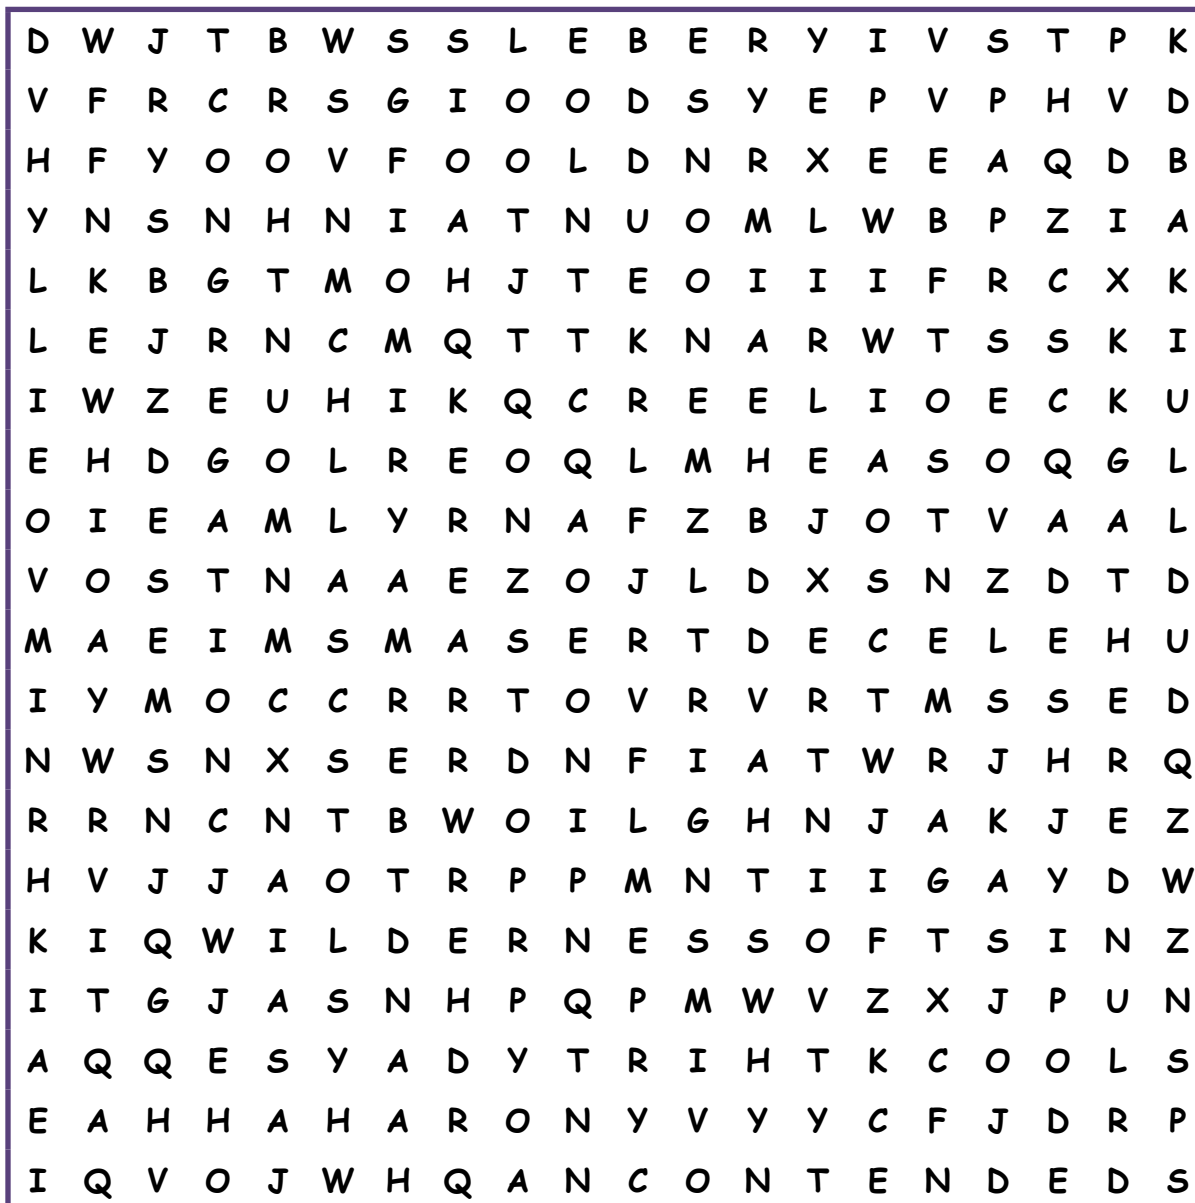 D W J T B W S S L E B E R Y I V S T P K
V F R C R S G I O O D S Y E P V P H V D
H F Y O O V F O O L D N R X E E A Q D B
Y N S N H N I A T N U O M L W B P Z I A
L K B G T M O H J T E O I I I F R C X K
L E J R N C M Q T T K N A R W T S S K I
I W Z E U H I K Q C R E E L I O E C K U
E H D G O L R E O Q L M H E A S O Q G L
O I E A M L Y R N A F Z B J O T V A A L
V O S T N A A E Z O J L D X S N Z D T D
M A E I M S M A S E R T D E C E L E H U
I Y M O C C R R T O V R V R T M S S E D
N W S N X S E R D N F I A T W R J H R Q
R R N C N T B W O I L G H N J A K J E Z
H V J J A O T R P P M N T I I G A Y D W
K I Q W I L D E R N E S S O F T S I N Z
I T G J A S N H P Q P M W V Z X J P U N
A Q Q E S Y A D Y T R I H T K C O O L S
E A H H A H A R O N Y V Y Y C F J D R P
I Q V O J W H Q A N C O N T E N D E D S